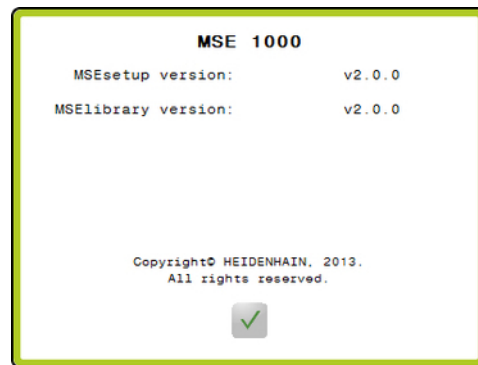 MSE 1000
MSEsetup version: v2.0.0
MSElibrary version: v2.0.0
Copyright© HEIDENHAIN, 2013.
All rights reserved.